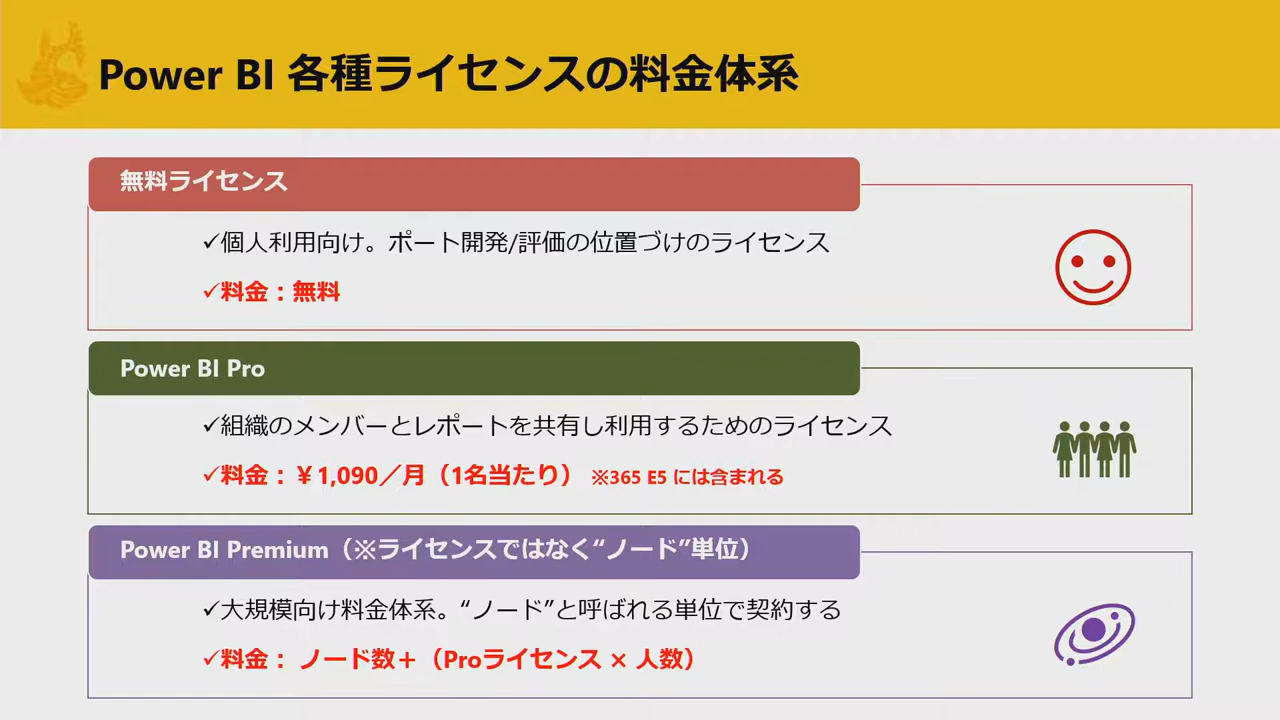 Power BI 各種ライセンスの料金体系
無料ライセンス
✓個人利用向け。ポート開発/評価の位置づけのライセンス
✓料金：無料
Power BI Pro
✓組織のメンバーとレポートを共有し利用するためのライセンス
✓料金：￥1,090／月（1名当たり） ※365 E5 には含まれる
Power BI Premium（※ライセンスではなく“ノード”単位）
✓大規模向け料金体系。“ノード”と呼ばれる単位で契約する
✓料金： ノード数＋（Proライセンス × 人数）